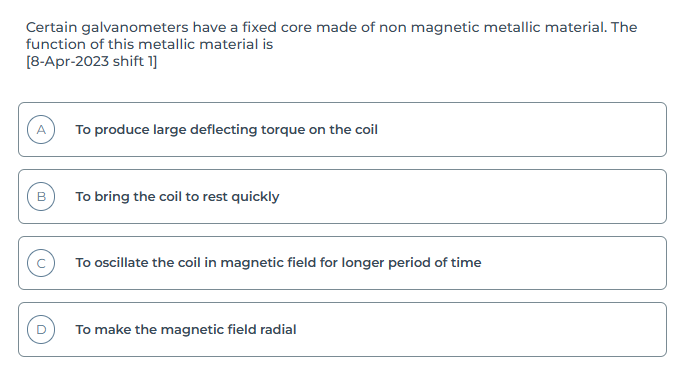 Certain galvanometers have a fixed core made of non magnetic metallic material. The
function of this metallic material is
[8-Apr-2023 shift 1]
A To produce large deflecting torque on the coil
B To bring the coil to rest quickly
C To oscillate the coil in magnetic field for longer period of time
D To make the magnetic field radial